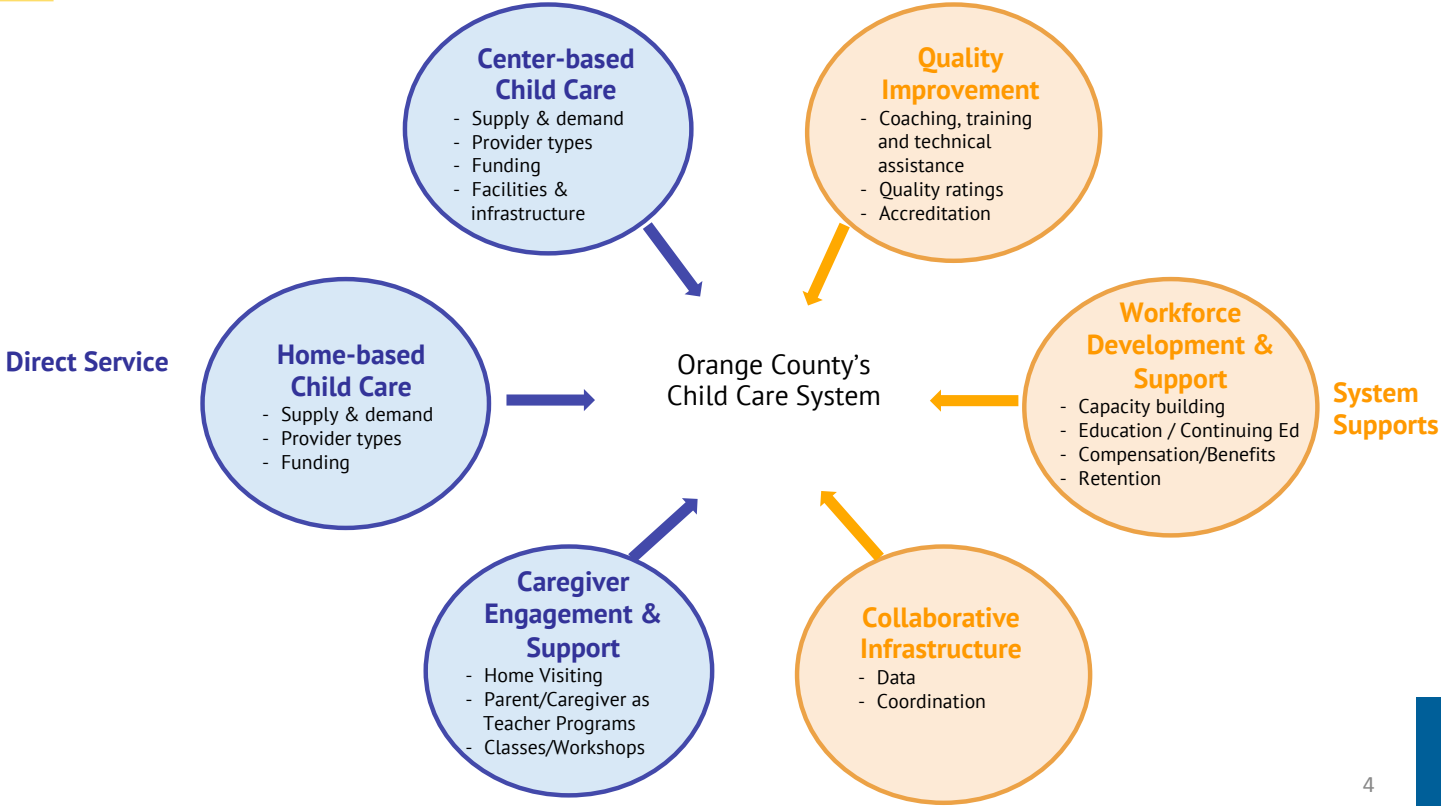 Center-based
Child Care
- Supply & demand
- Provider types
- Funding
- Facilities &
infrastructure
Quality
Improvement
- Coaching, training
and technical
assistance
- Quality ratings
- Accreditation
Direct Service
Home-based
Child Care
- Supply & demand
- Provider types
- Funding
Orange County’s
Child Care System
Workforce
Development &
Support
- Capacity building
- Education / Continuing Ed
- Compensation/Benefits
- Retention
System
Supports
Caregiver
Engagement &
Support
- Home Visiting
- Parent/Caregiver as
Teacher Programs
- Classes/Workshops
Collaborative
Infrastructure
- Data
- Coordination
4